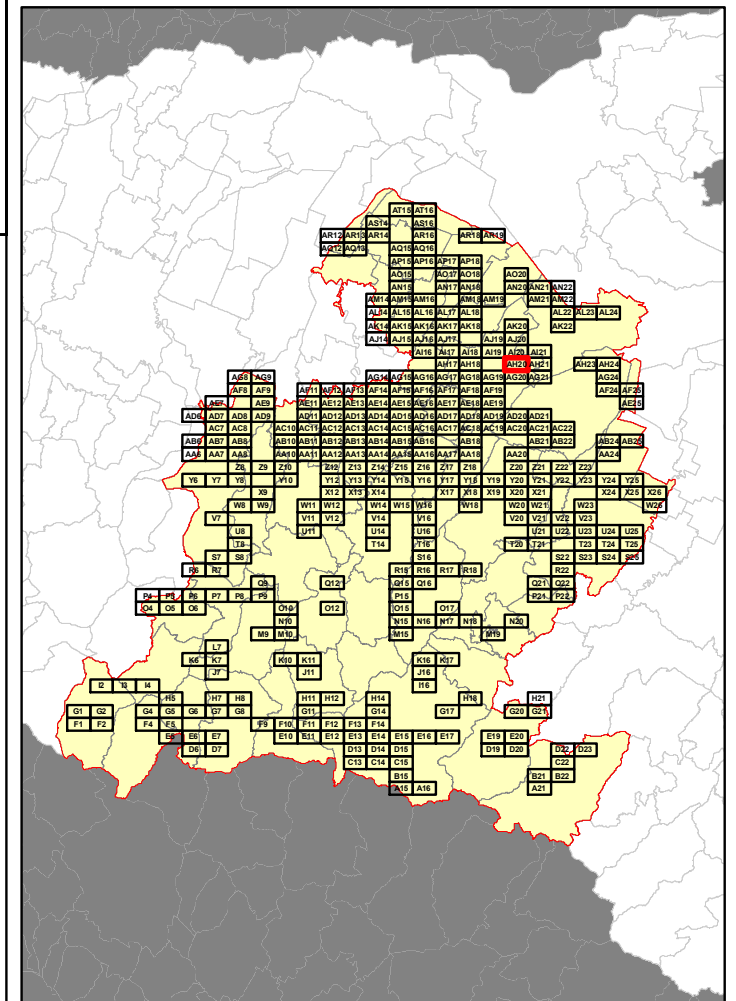 AT15 AT16
AS14 AS16
AR12 AR13 AR14 AR16 AR18 AR19
AQ12 AQ13 AQ15 AQ16
AP15 AP16 AP17 AP18
AO15 AO17 AO18 AO20
AN15 AN17 AN18 AN20 AN21 AN22
AM14 AM15 AM16 AM18 AM19 AM21 AM22
AL14 AL15 AL16 AL17 AL18 AL22 AL23 AL24
AK14 AK15 AK16 AK17 AK18 AK20 AK22
AJ14 AJ15 AJ16 AJ17 AJ19 AJ20
AI16 AI17 AI18 AI19 AI20 AI21
AH17 AH18 AH20 AH21 AH23 AH24
AG8 AG9 AG14 AG15 AG16 AG17 AG18 AG19 AG20 AG21 AG24
AF8 AF9 AF11 AF12 AF13 AF14 AF15 AF16 AF17 AF18 AF19 AF24 AF25
AE7 AE9 AE11 AE12 AE13 AE14 AE15 AE16 AE17 AE18 AE19 AE25
AD6 AD7 AD8 AD9 AD11 AD12 AD13 AD14 AD15 AD16 AD17 AD18 AD19 AD20 AD21
AC7 AC8 AC10 AC11 AC12 AC13 AC14 AC15 AC16 AC17 AC18 AC19 AC20 AC21 AC22
AB6 AB7 AB8 AB10 AB11 AB12 AB13 AB14 AB15 AB16 AB18 AB21 AB22 AB24 AB25
AA6 AA7 AA8 AA10 AA11 AA12 AA13 AA14 AA15 AA16 AA17 AA18 AA20 AA24
Z8 Z9 Z10 Z12 Z13 Z14 Z15 Z16 Z17 Z18 Z20 Z21 Z22 Z23
Y6 Y7 Y8 Y10 Y12 Y13 Y14 Y15 Y16 Y17 Y18 Y19 Y20 Y21 Y22 Y23 Y24 Y25
X9 X12 X13 X14 X17 X18 X19 X20 X21 X24 X25 X26
W8 W9 W11 W12 W14 W15 W16 W18 W20 W21 W23 W26
V7 V11 V12 V14 V16 V20 V21 V22 V23
U8 U11 U14 U16 U21 U22 U23 U24 U25
T8 T14 T16 T20 T21 T23 T24 T25
S7 S8 S16 S22 S23 S24 S25
R6 R7 R15 R16 R17 R18 R22
Q9 Q12 Q15 Q16 Q21 Q22
P4 P5 P6 P7 P8 P9 P15 P21 P22
O4 O5 O6 O10 O12 O15 O17
N10 N15 N16 N17 N18 N20
M9 M10 M15 M19
L7
K6 K7 K10 K11 K16 K17
J7 J11 J16
I2 I3 I4 I16
H5 H7 H8 H11 H12 H14 H18 H21
G1 G2 G4 G5 G6 G7 G8 G11 G14 G17 G20 G21
F1 F2 F4 F5 F9 F10 F11 F12 F13 F14
E5 E6 E7 E10 E11 E12 E13 E14 E15 E16 E17 E19 E20
D6 D7 D13 D14 D15 D19 D20 D22 D23
C13 C14 C15 C22
B15 B21 B22
A15 A16 A21